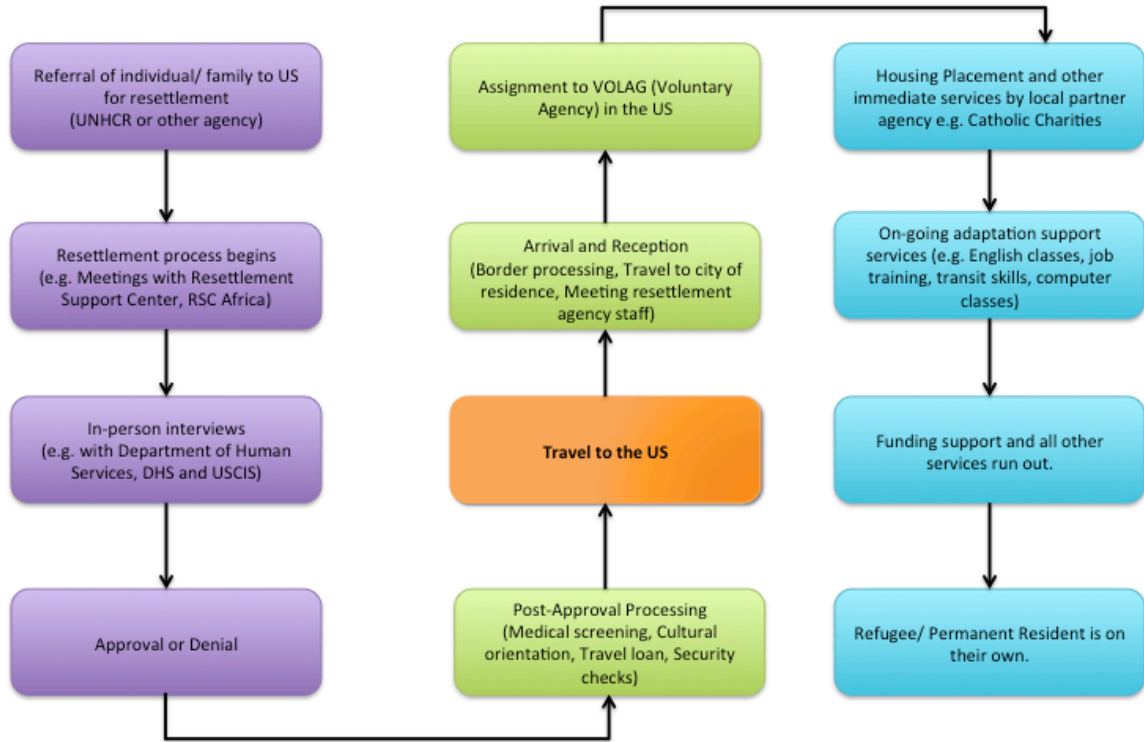 Referral of individual/ family to US
for resettlement
(UNHCR or other agency)
Resettlement process begins
(e.g. Meetings with Resettlement
Support Center, RSC Africa)
In-person interviews
(e.g. with Department of Human
Services, DHS and USCIS)
Approval or Denial
Post-Approval Processing
(Medical screening, Cultural
orientation, Travel loan, Security
checks)
Travel to the US
Arrival and Reception
(Border processing, Travel to city of
residence, Meeting resettlement
agency staff)
Assignment to VOLAG (Voluntary
Agency) in the US
Housing Placement and other
immediate services by local partner
agency e.g. Catholic Charities
On-going adaptation support
services (e.g. English classes, job
training, transit skills, computer
classes)
Funding support and all other
services run out.
Refugee/ Permanent Resident is on
their own.